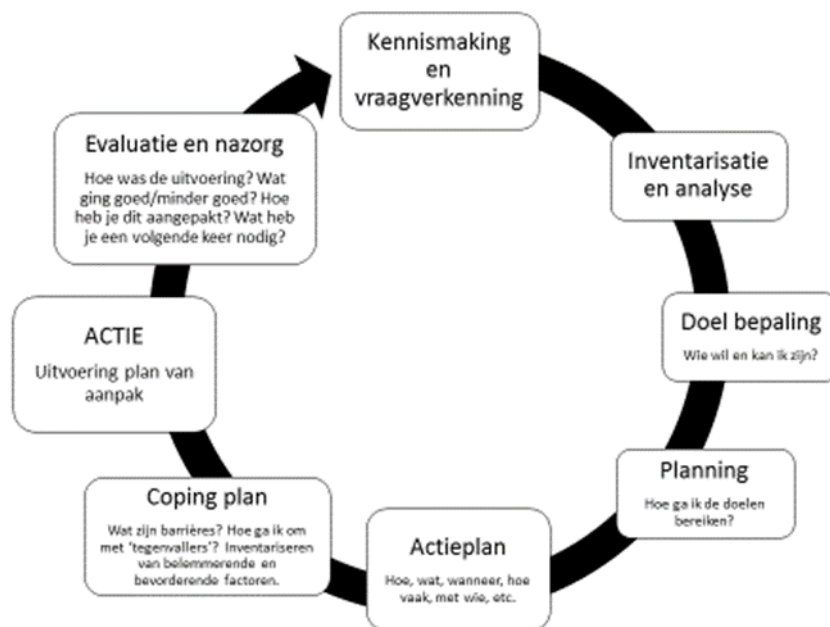 Kennismaking
en
vraagverkenning
Inventarisatie
en analyse
Doel bepaling
Wie wil en kan ik zijn?
Planning
Hoe ga ik de doelen
bereiken?
Actieplan
Hoe, wat, wanneer, hoe
vaak, met wie, etc.
Coping plan
Wat zijn barrières? Hoe ga ik om
met 'tegenvallers'? Inventariseren
van belemmerende en
bevorderende factoren.
ACTIE
Uitvoering plan van
aanpak
Evaluatie en nazorg
Hoe was de uitvoering? Wat
ging goed/minder goed? Hoe
heb je dit aangepakt? Wat heb
je een volgende keer nodig?